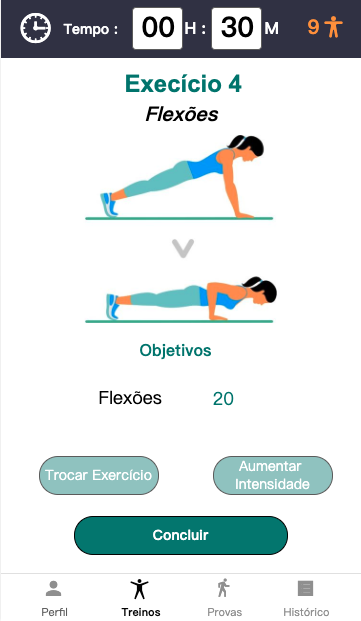 Tempo : 00 H : 30 M 9
Execício 4
Flexões
Objetivos
Flexões 20
Trocar Exercício
Aumentar
Intensidade
Concluir
Perfil Treinos Provas Histórico